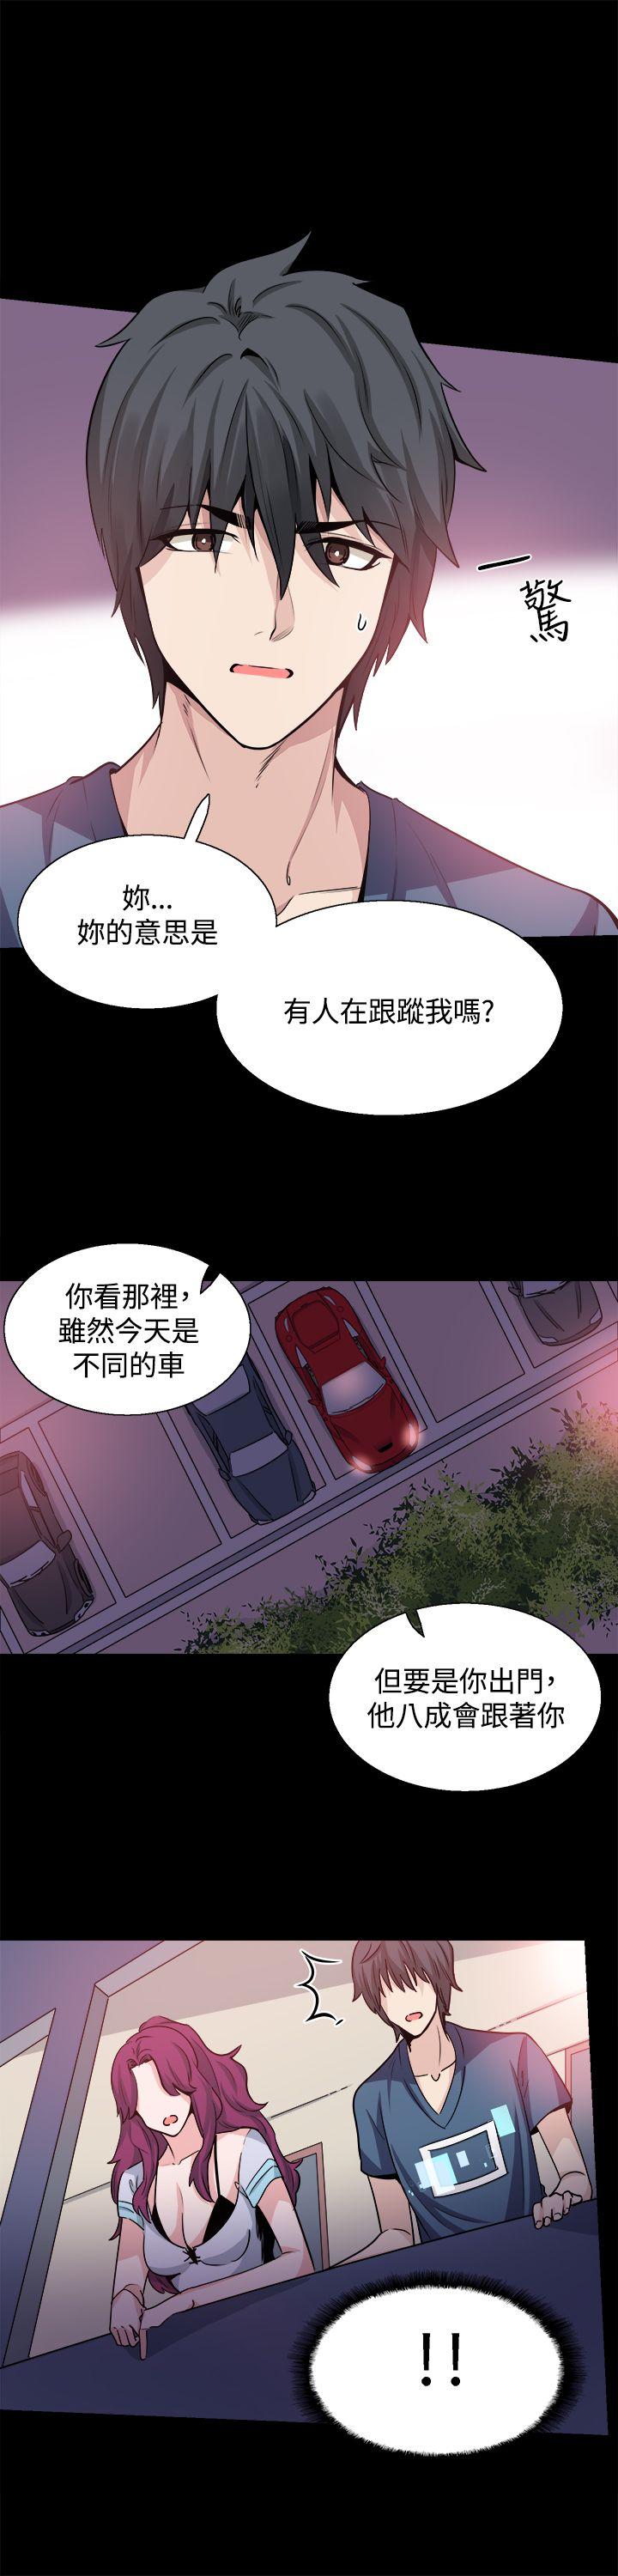 驚
妳...
妳的意思是
有人在跟蹤我嗎?
你看那裡,
雖然今天是
不同的車
但要是你出門,
他八成會跟著你
!!